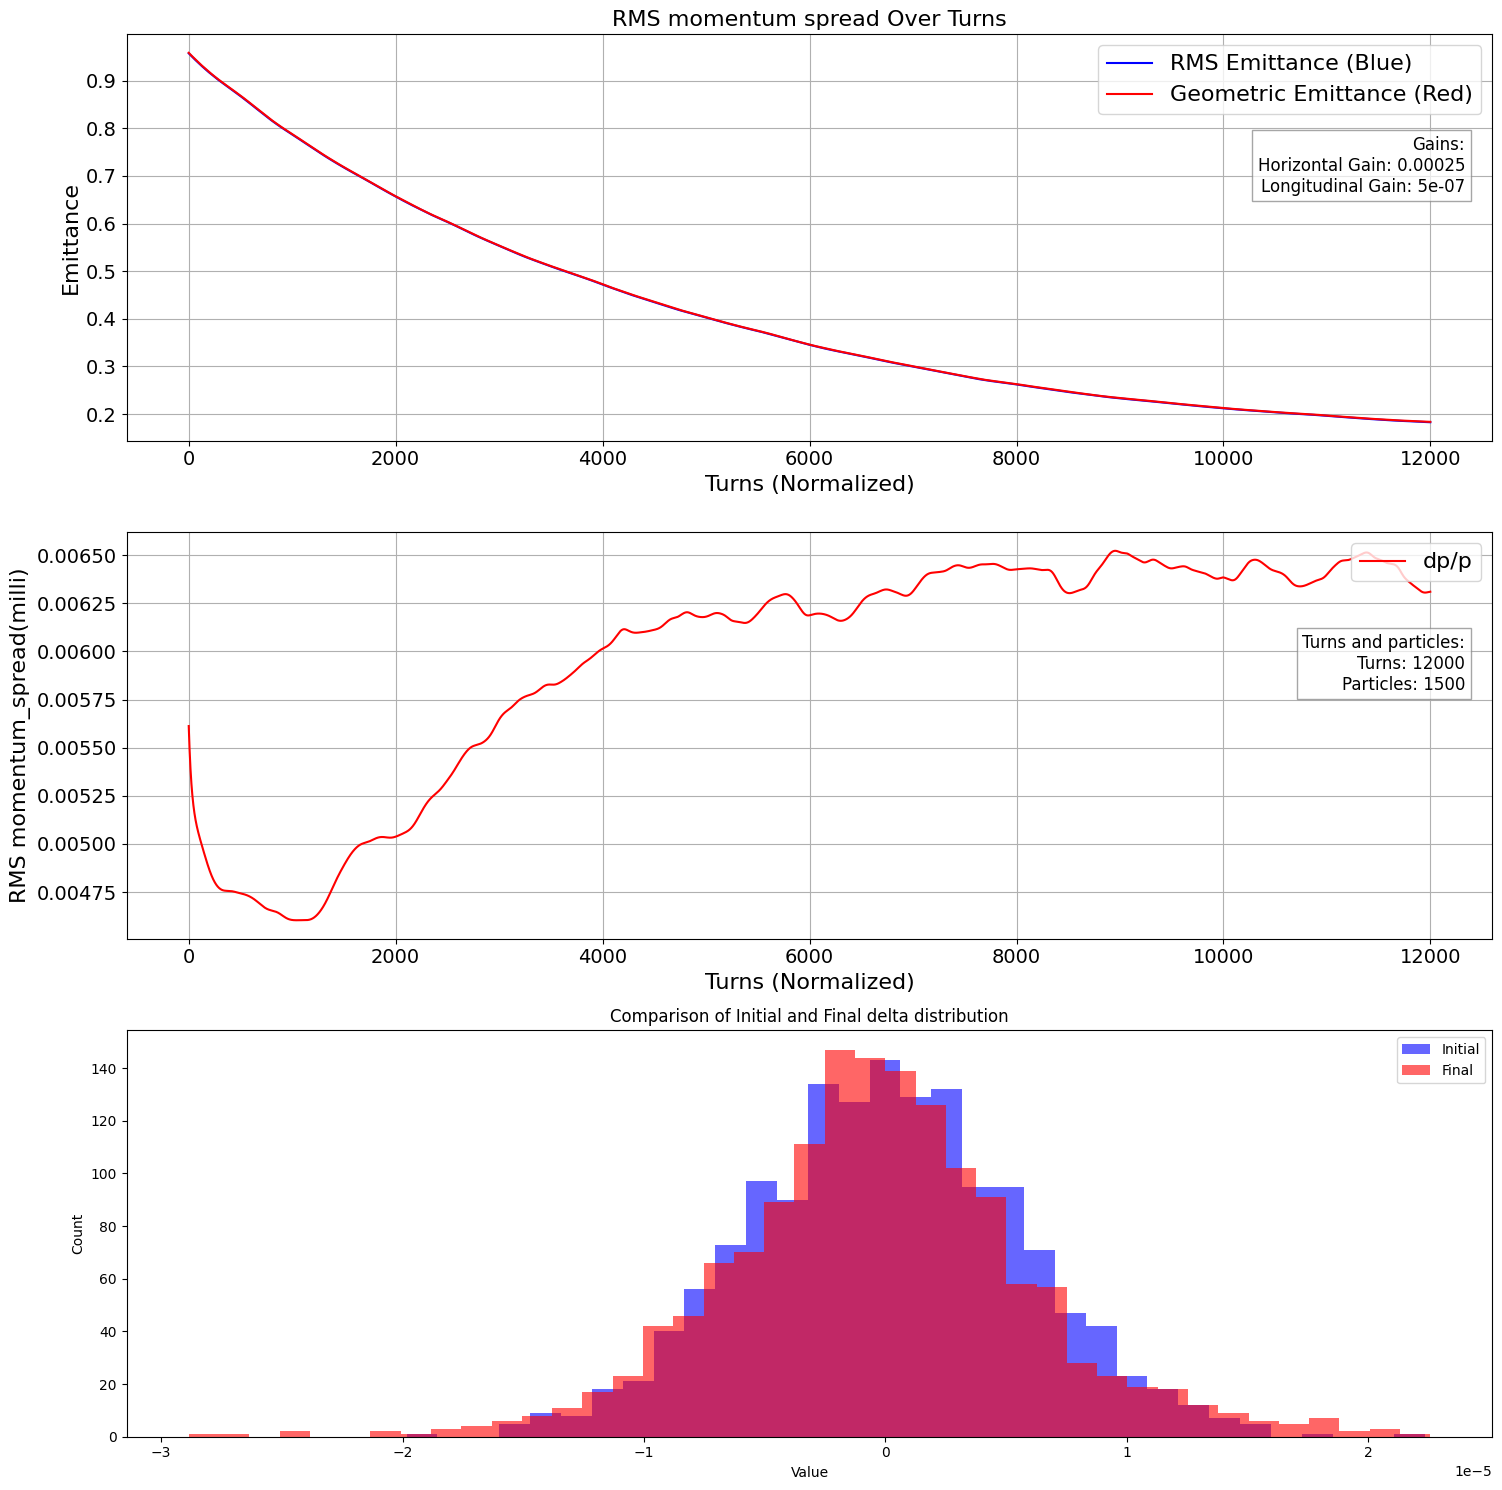 RMS momentum spread Over Turns
RMS Emittance (Blue)
Geometric Emittance (Red)
Gains:
Horizontal Gain: 0.00025
Longitudinal Gain: 5e-07
Emittance
0.9
0.8
0.7
0.6
0.5
0.4
0.3
0.2
0 2000 4000 6000 8000 10000 12000
Turns (Normalized)
dp/p
Turns and particles:
Turns: 12000
Particles: 1500
RMS momentum_spread(milli)
0.00650
0.00625
0.00600
0.00575
0.00550
0.00525
0.00500
0.00475
0 2000 4000 6000 8000 10000 12000
Turns (Normalized)
Comparison of Initial and Final delta distribution
Initial
Final
Count
140
120
100
80
60
40
20
0
−3 −2 −1 0 1 2
1e−5
Value